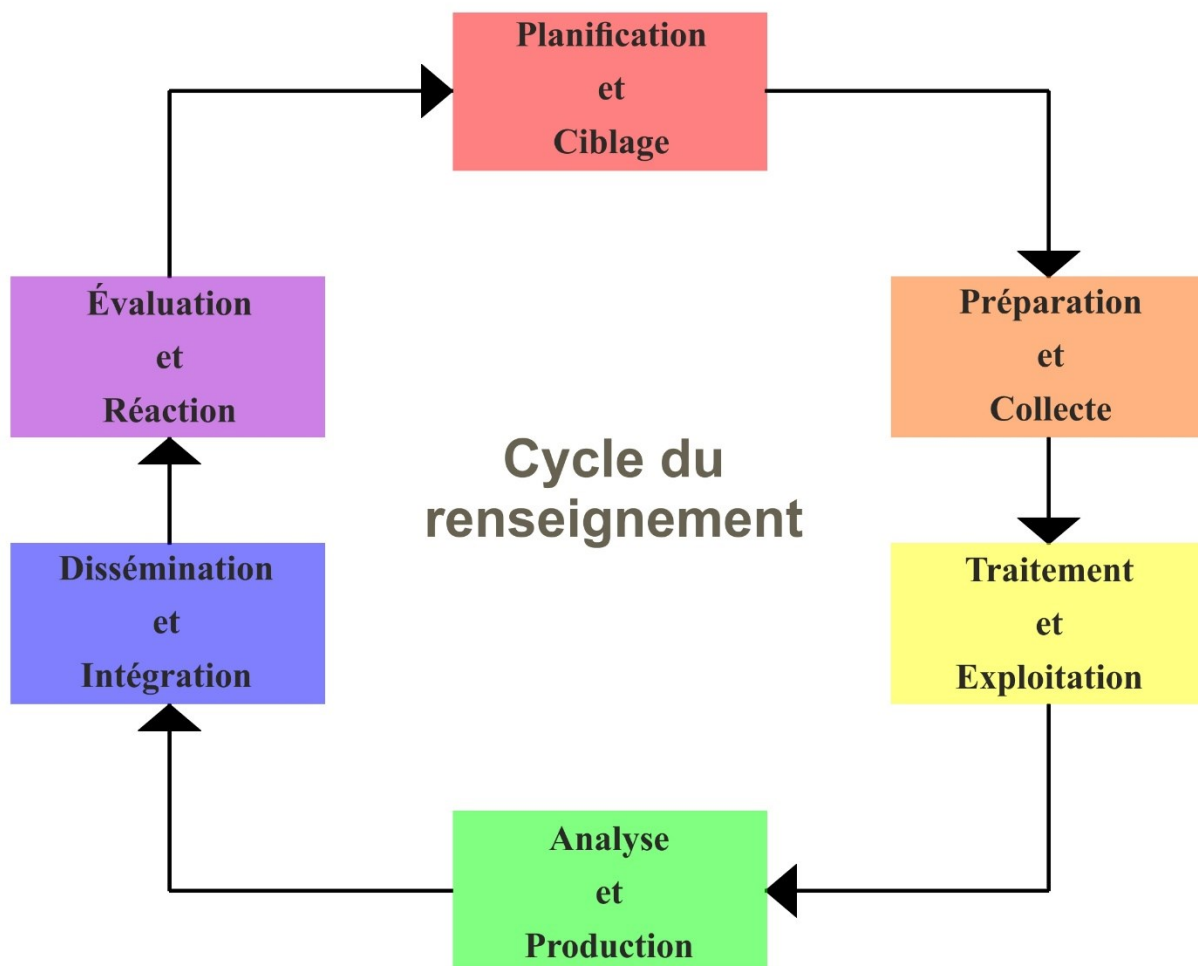 Planification
et
Ciblage
Préparation
et
Collecte
Traitement
et
Exploitation
Analyse
et
Production
Dissémination
et
Intégration
Évaluation
et
Réaction
Cycle du
renseignement